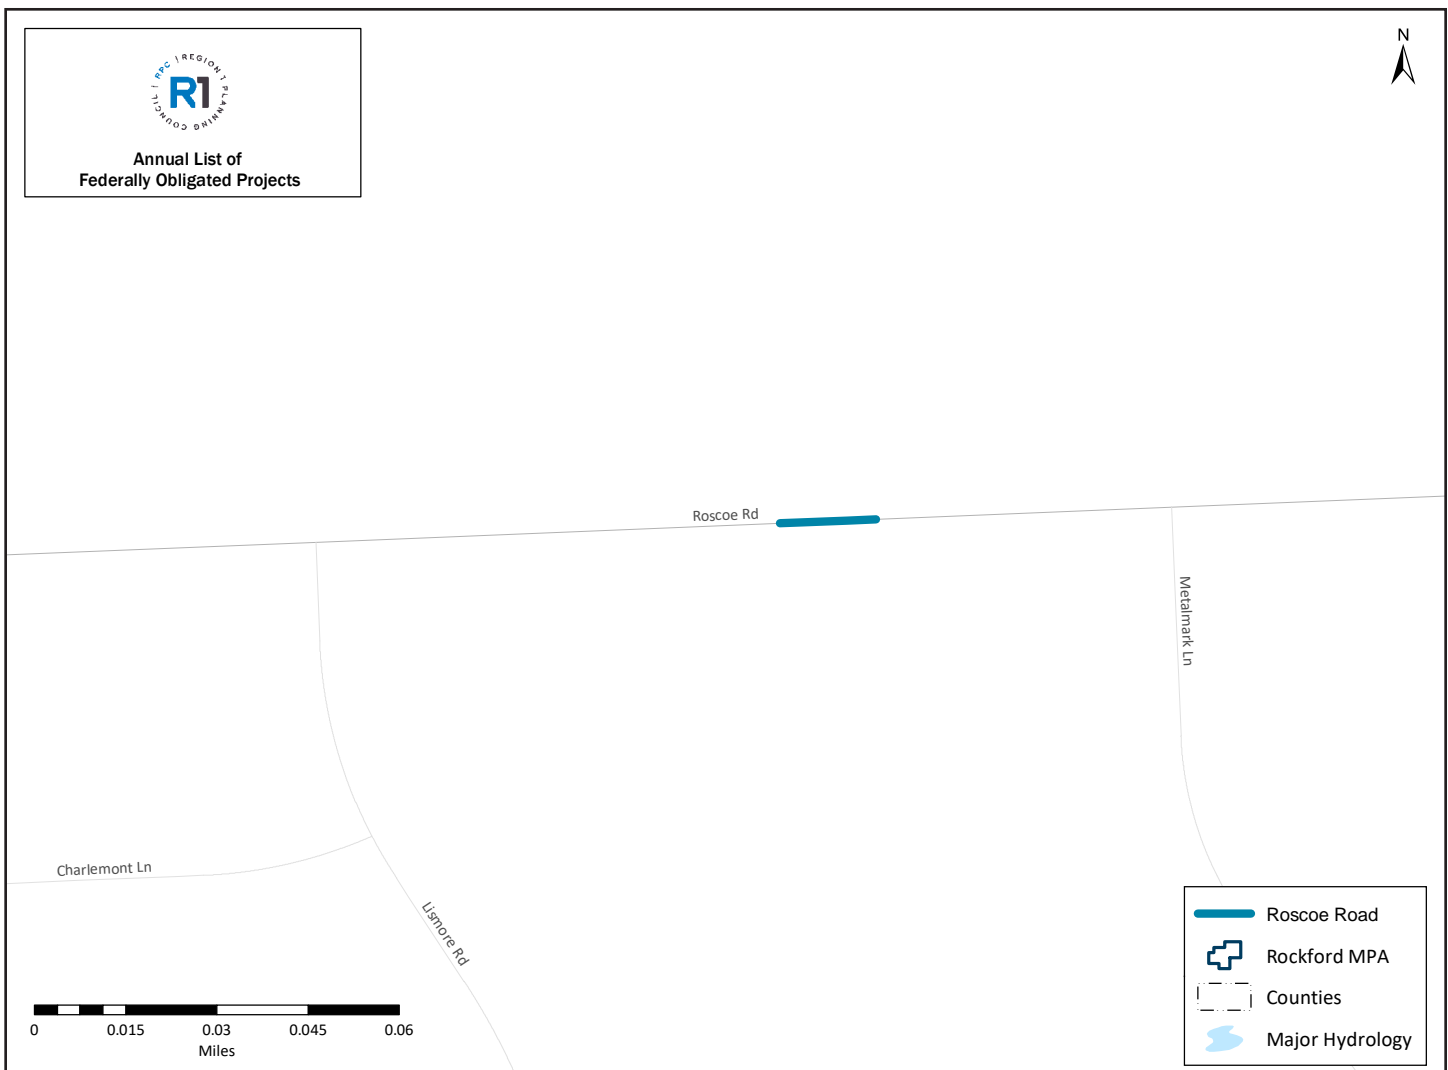 RPC | REGION 1 PLANNING COUNCIL |
R1
Annual List of
Federally Obligated Projects
N
Roscoe Rd
Metalmark Ln
Charlemont Ln
Lismore Rd
0 0.015 0.03 0.045 0.06
Miles
Roscoe Road
Rockford MPA
Counties
Major Hydrology